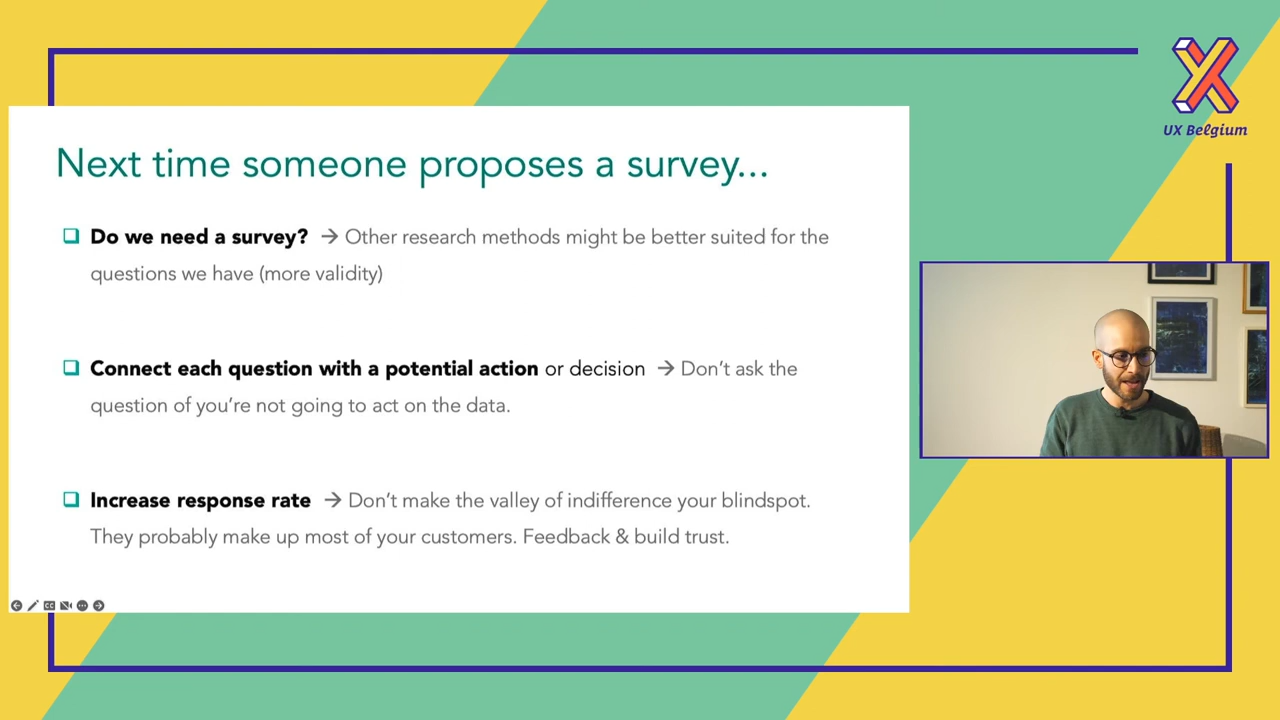 UX Belgium
Next time someone proposes a survey...
❑ Do we need a survey? → Other research methods might be better suited for the
questions we have (more validity)
❑ Connect each question with a potential action or decision → Don't ask the
question of you're not going to act on the data.
❑ Increase response rate → Don't make the valley of indifference your blindspot.
They probably make up most of your customers. Feedback & build trust.